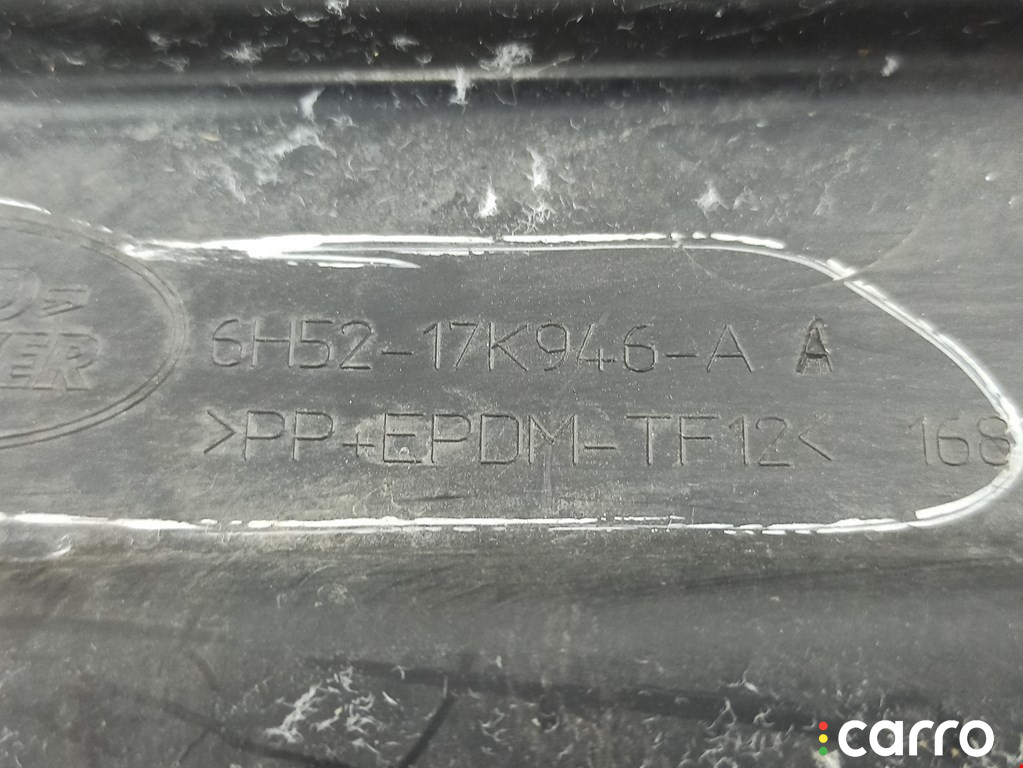 6H52-17K946-A A
>PP+EPDM-TF12< 168
carro